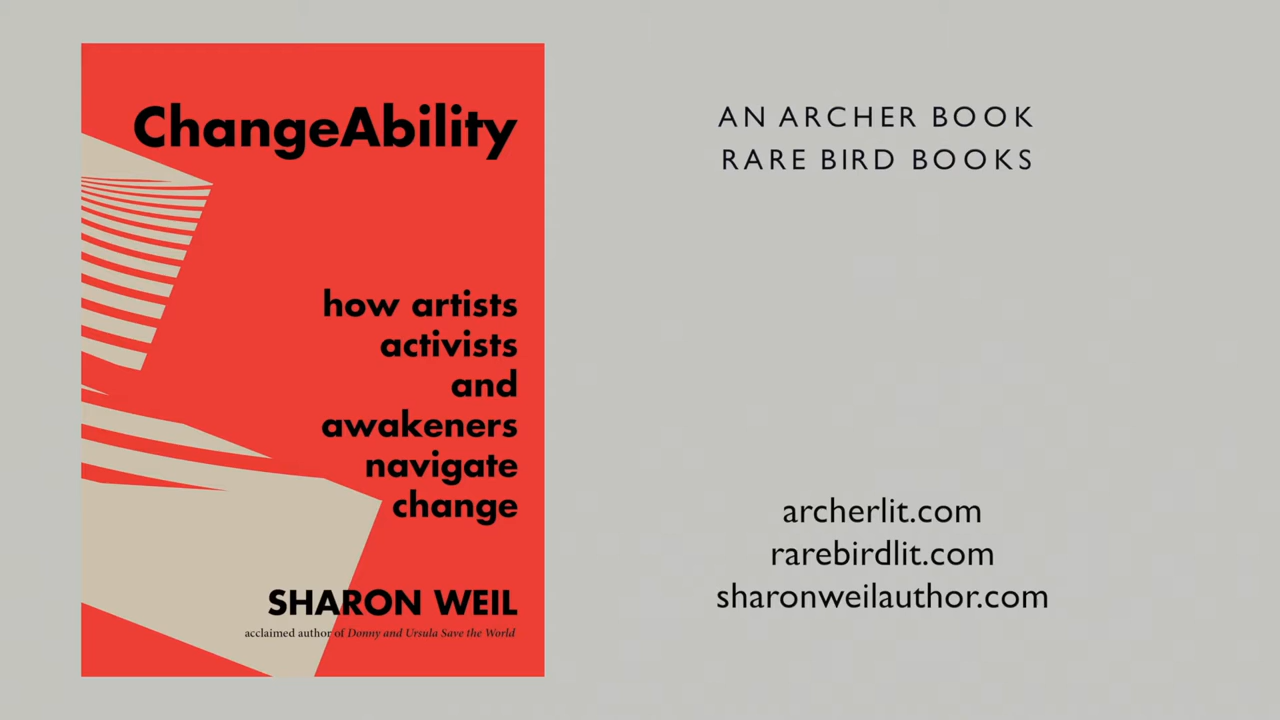 ChangeAbility
how artists
activists
and
awakeners
navigate
change
SHARON WEIL
acclaimed author of Donny and Ursula Save the World
AN ARCHER BOOK
RARE BIRD BOOKS
archerlit.com
rarebirdlit.com
sharonweilauthor.com